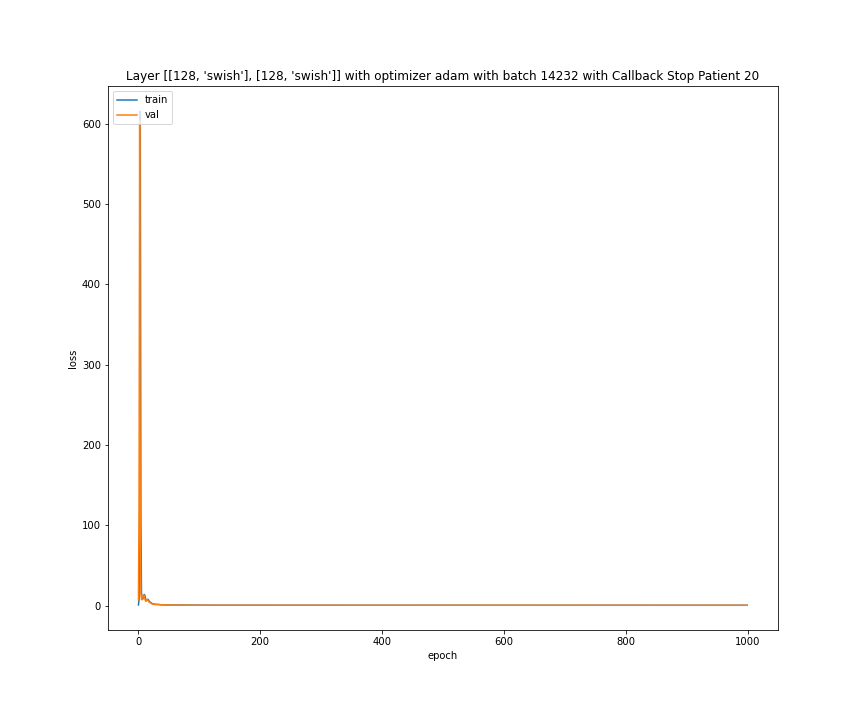 Layer [[128, 'swish'], [128, 'swish']] with optimizer adam with batch 14232 with Callback Stop Patient 20
train
val
600
500
400
300
200
100
0
loss
0 200 400 600 800 1000
epoch